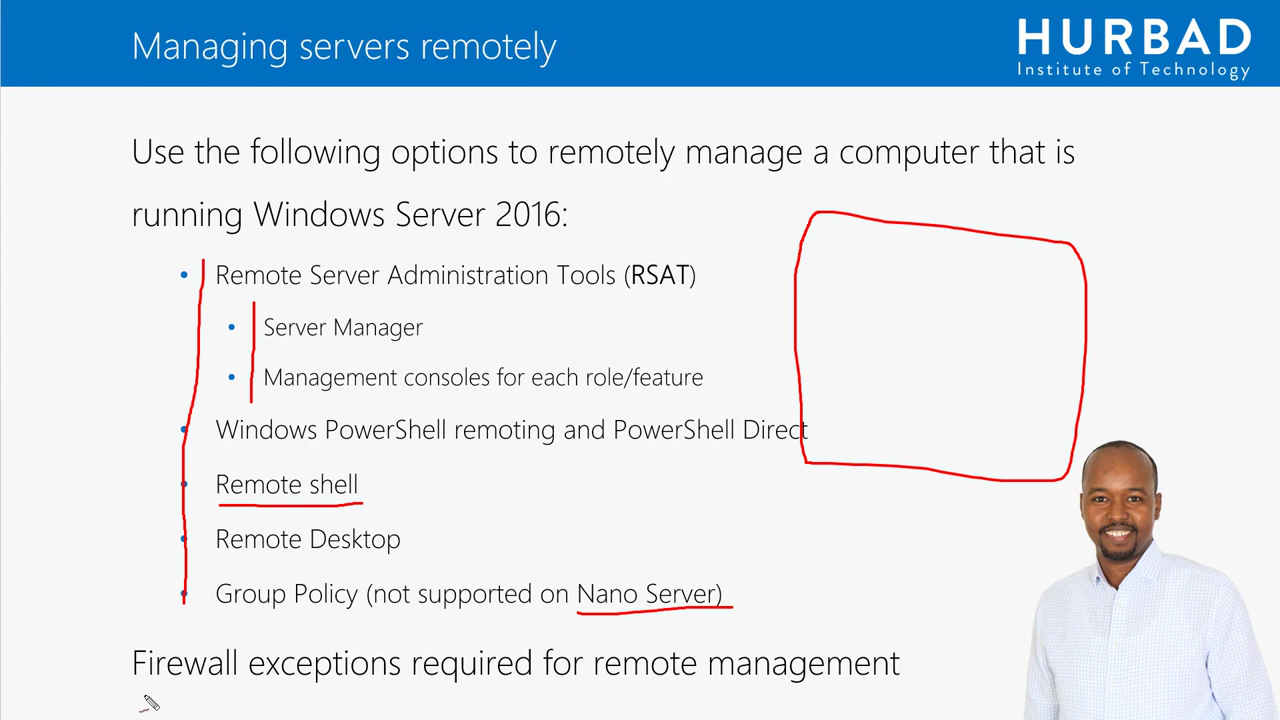 Managing servers remotely
HURBAD
Institute of Technology
Use the following options to remotely manage a computer that is
running Windows Server 2016:
• Remote Server Administration Tools (RSAT)
• Server Manager
• Management consoles for each role/feature
• Windows PowerShell remoting and PowerShell Direct
• Remote shell
• Remote Desktop
• Group Policy (not supported on Nano Server)
Firewall exceptions required for remote management